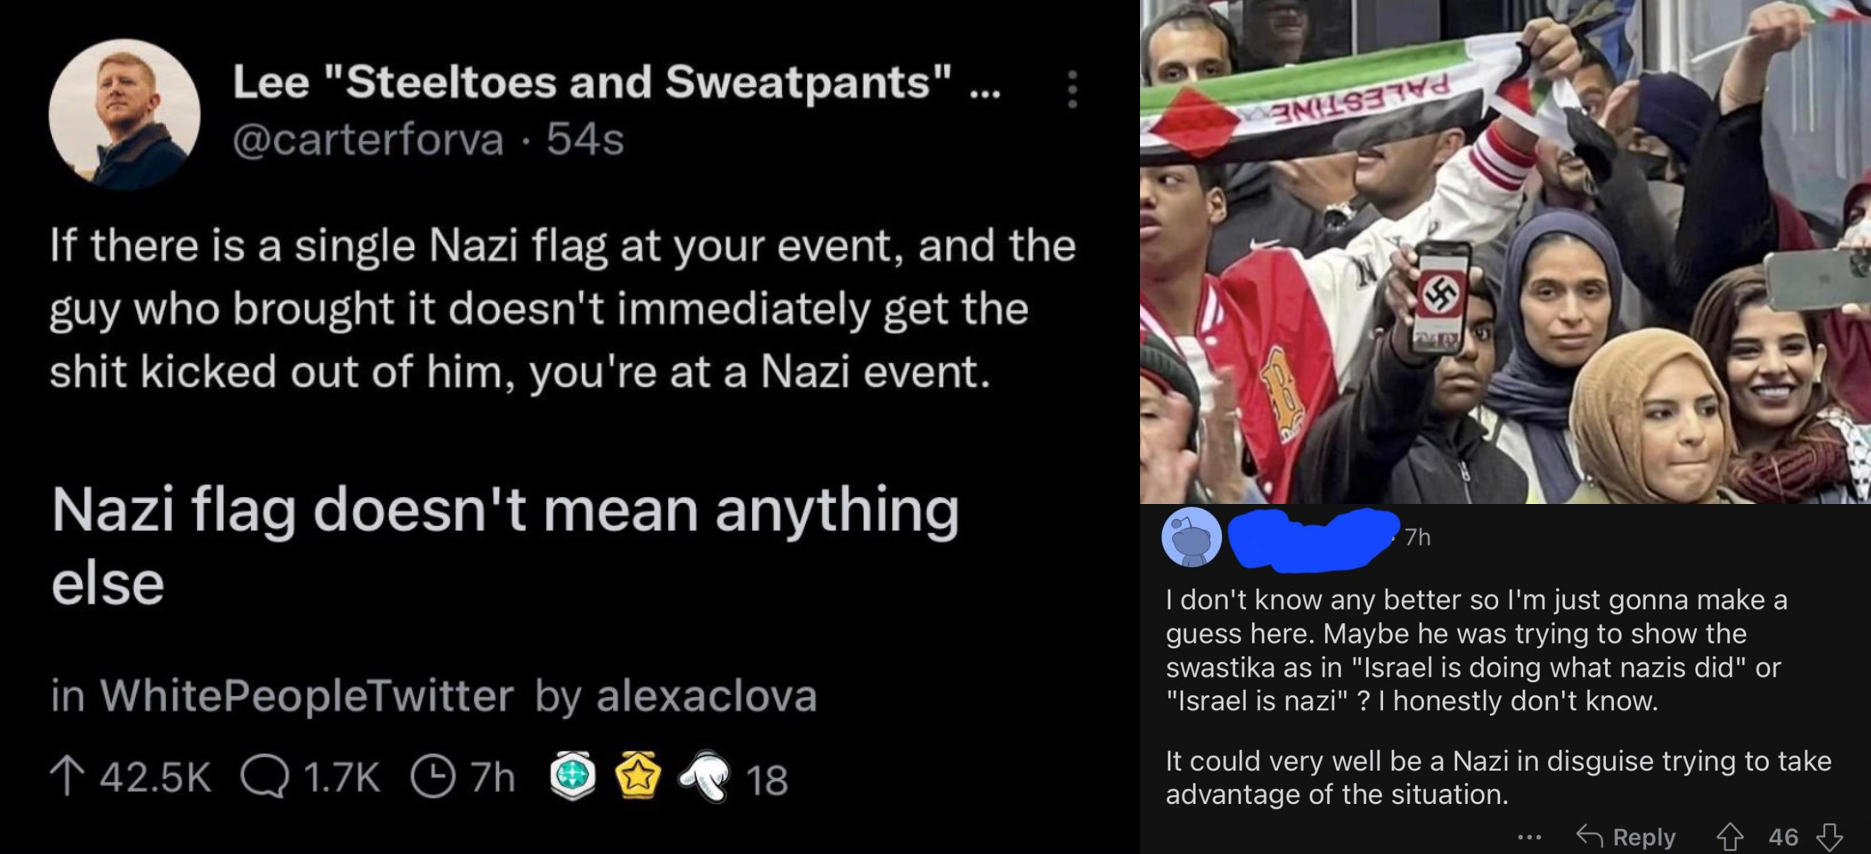 Lee "Steeltoes and Sweatpants" ...
@carterforva · 54s
If there is a single Nazi flag at your event, and the
guy who brought it doesn't immediately get the
shit kicked out of him, you're at a Nazi event.
Nazi flag doesn't mean anything
else
in WhitePeopleTwitter by alexaclova
42.5K 1.7K 7h 18
PALESTINE
N
B
7h
I don't know any better so I'm just gonna make a
guess here. Maybe he was trying to show the
swastika as in "Israel is doing what nazis did" or
"Israel is nazi" ? I honestly don't know.
It could very well be a Nazi in disguise trying to take
advantage of the situation.
... Reply 46